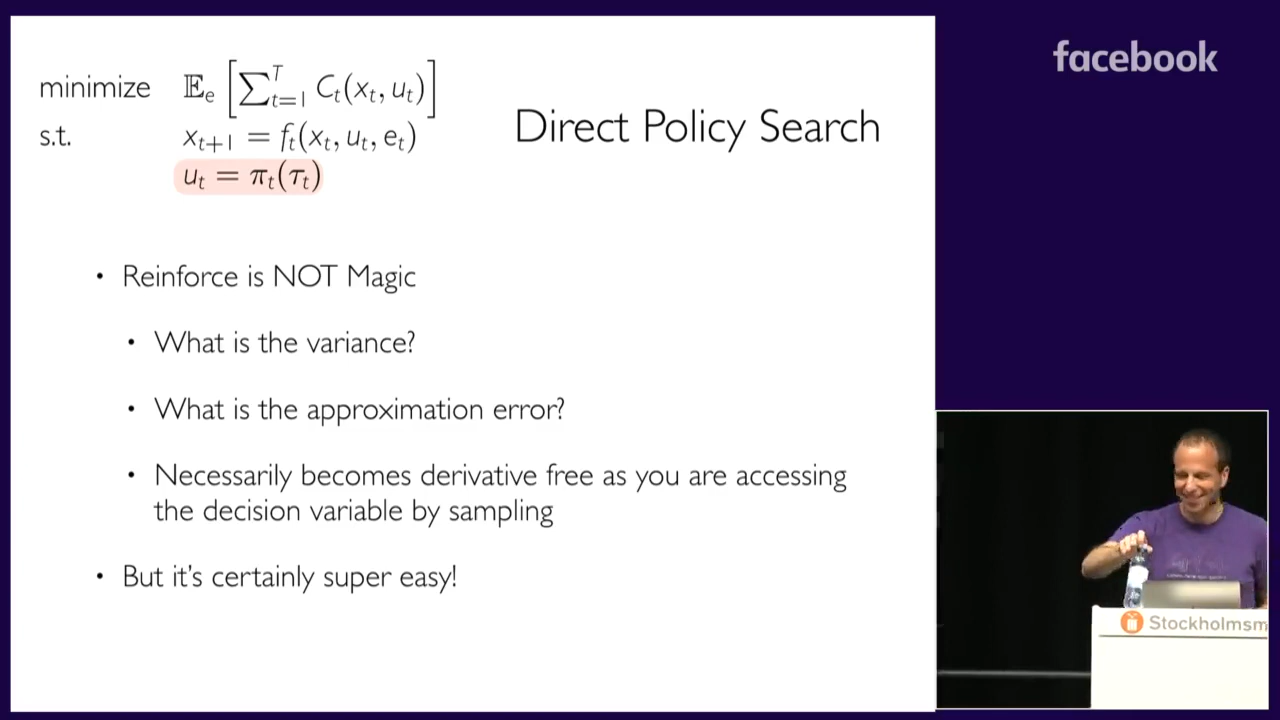 minimize 𝔼ₑ [∑ᵀₜ₌₁ Cₜ(xₜ, uₜ)]
s.t. xₜ₊₁ = fₜ(xₜ, uₜ, eₜ)
uₜ = πₜ(τₜ)
Direct Policy Search
• Reinforce is NOT Magic
• What is the variance?
• What is the approximation error?
• Necessarily becomes derivative free as you are accessing
the decision variable by sampling
• But it's certainly super easy!
facebook
Stockholmsm